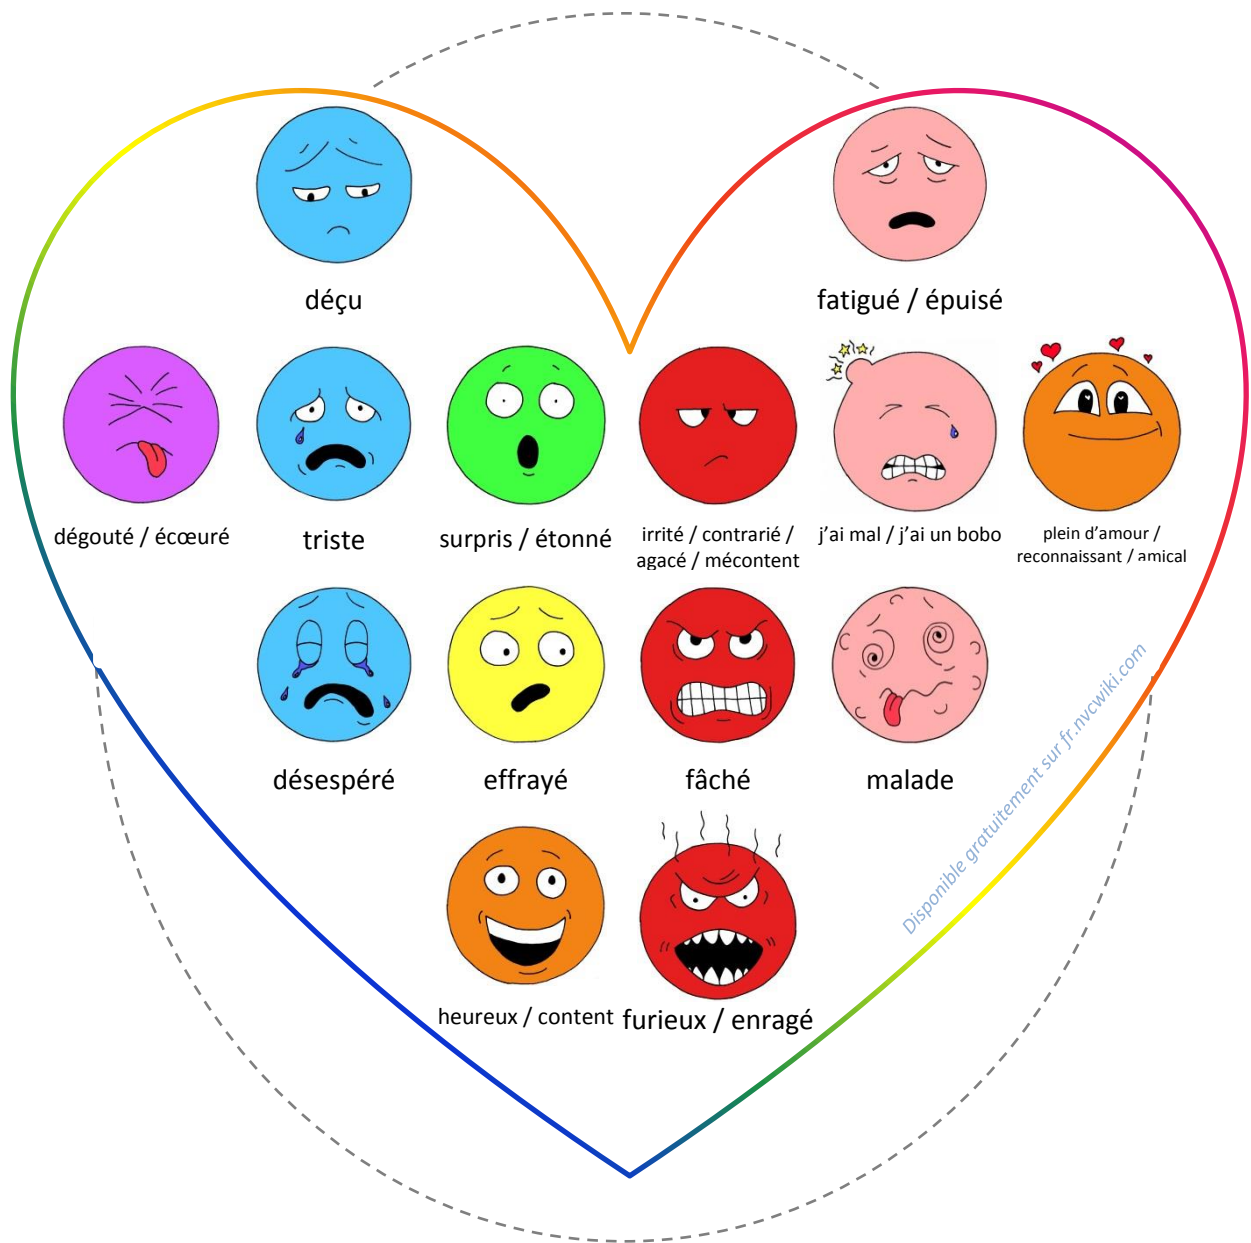 déçu
fatigué / épuisé
dégouté / écœuré
triste
surpris / étonné
irrité / contrarié /
agacé / mécontent
j'ai mal / j'ai un bobo
plein d'amour /
reconnaissant / amical
désespéré
effrayé
fâché
malade
Disponible gratuitement sur fr.nvcwiki.com
heureux / content
furieux / enragé